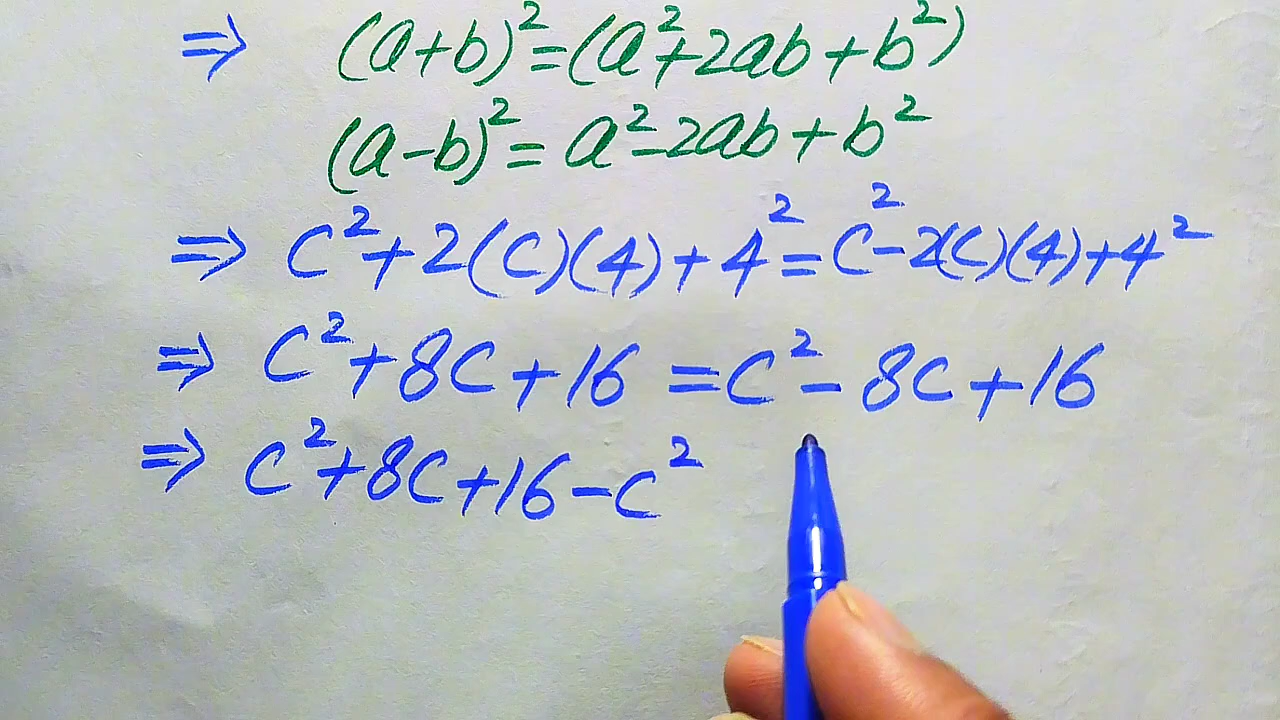 ⇒ (a+b)²=(a²+2ab+b²)
(a-b)²= a²-2ab+b²
⇒ C²+2(C)(4)+4²=C²-2(C)(4)+4²
⇒ C²+8C+16=C²-8C+16
⇒ C²+8C+16-C²